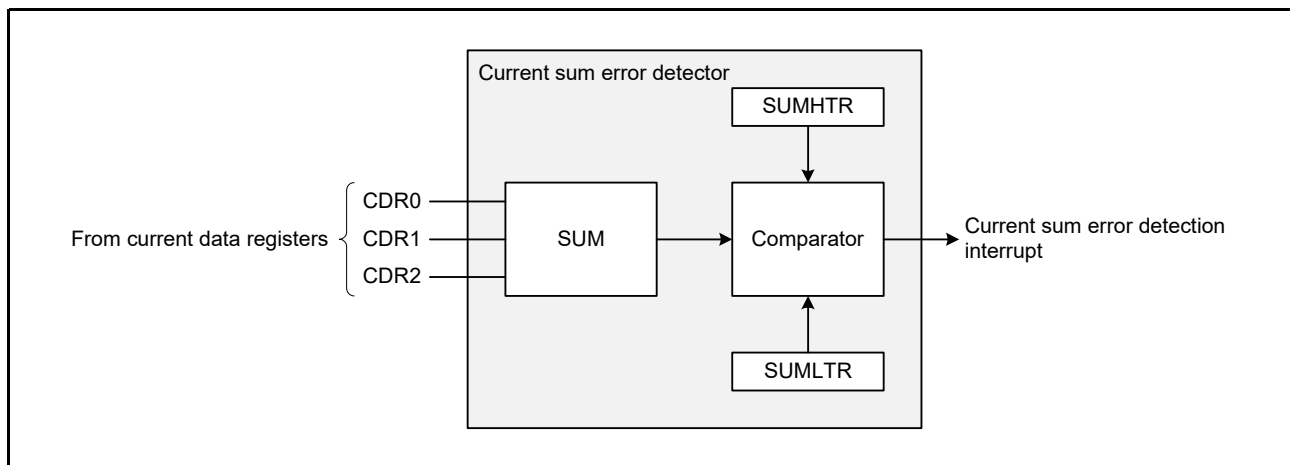 Current sum error detector
SUMHTR
From current data registers
CDR0
CDR1
CDR2
SUM
Comparator
Current sum error detection
interrupt
SUMLTR